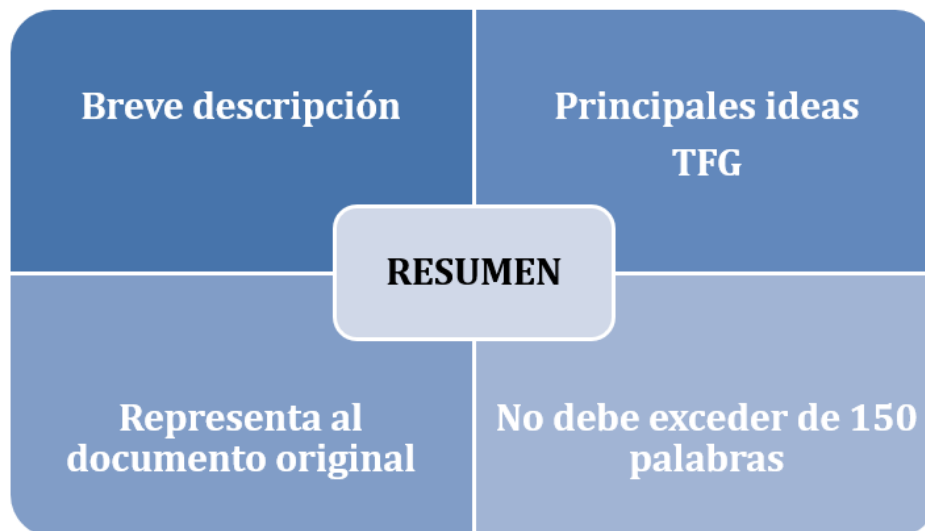 Breve descripción
Principales ideas
TFG
RESUMEN
Representa al
documento original
No debe exceder de 150
palabras